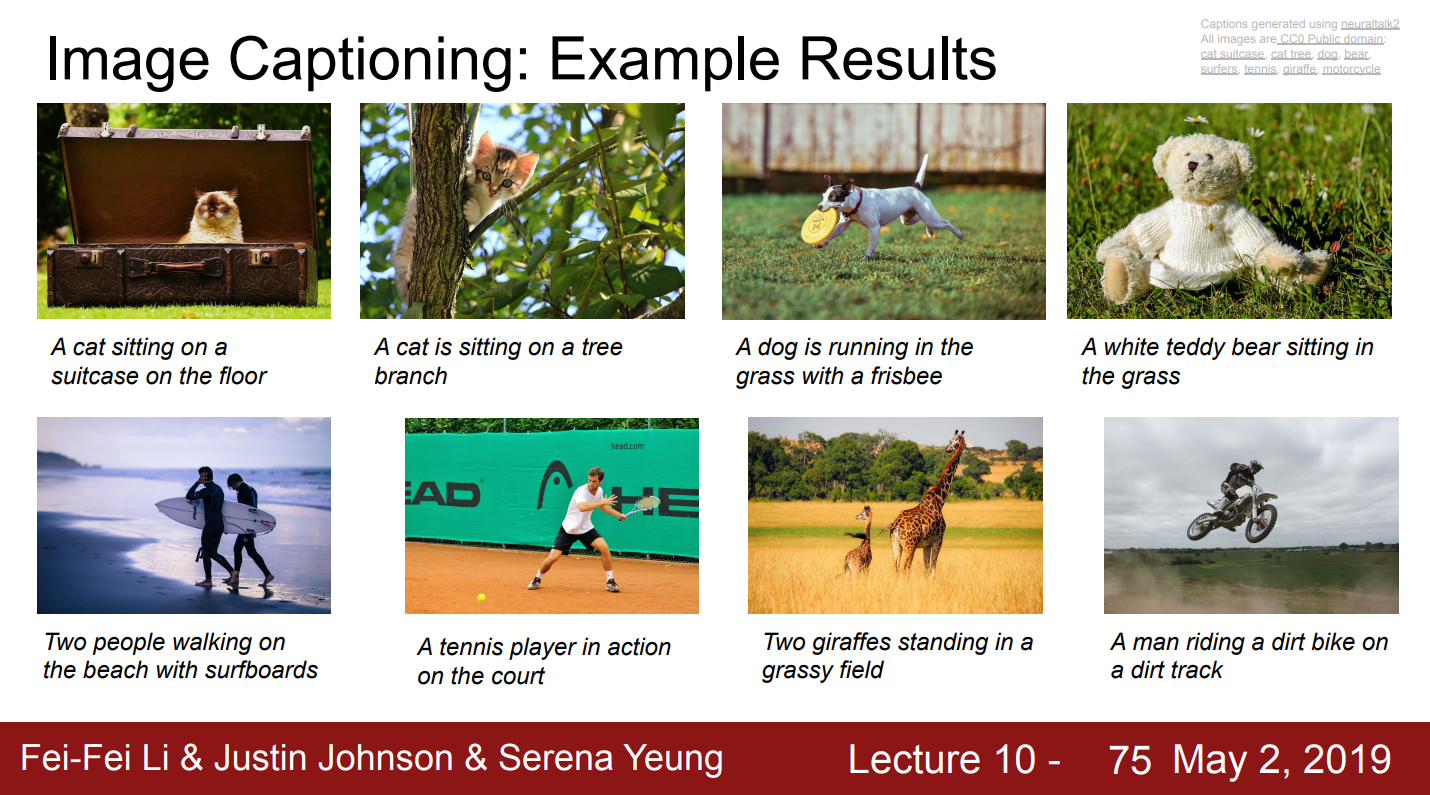 Image Captioning: Example Results
Captions generated using neuraltalk2
All images are CC0 Public domain:
cat suitcase, cat tree, dog, bear,
surfers, tennis, giraffe, motorcycle
A cat sitting on a
suitcase on the floor
A cat is sitting on a tree
branch
A dog is running in the
grass with a frisbee
A white teddy bear sitting in
the grass
head.com
EAD
HE
Two people walking on
the beach with surfboards
A tennis player in action
on the court
Two giraffes standing in a
grassy field
A man riding a dirt bike on
a dirt track
Fei-Fei Li & Justin Johnson & Serena Yeung
Lecture 10 - 75 May 2, 2019